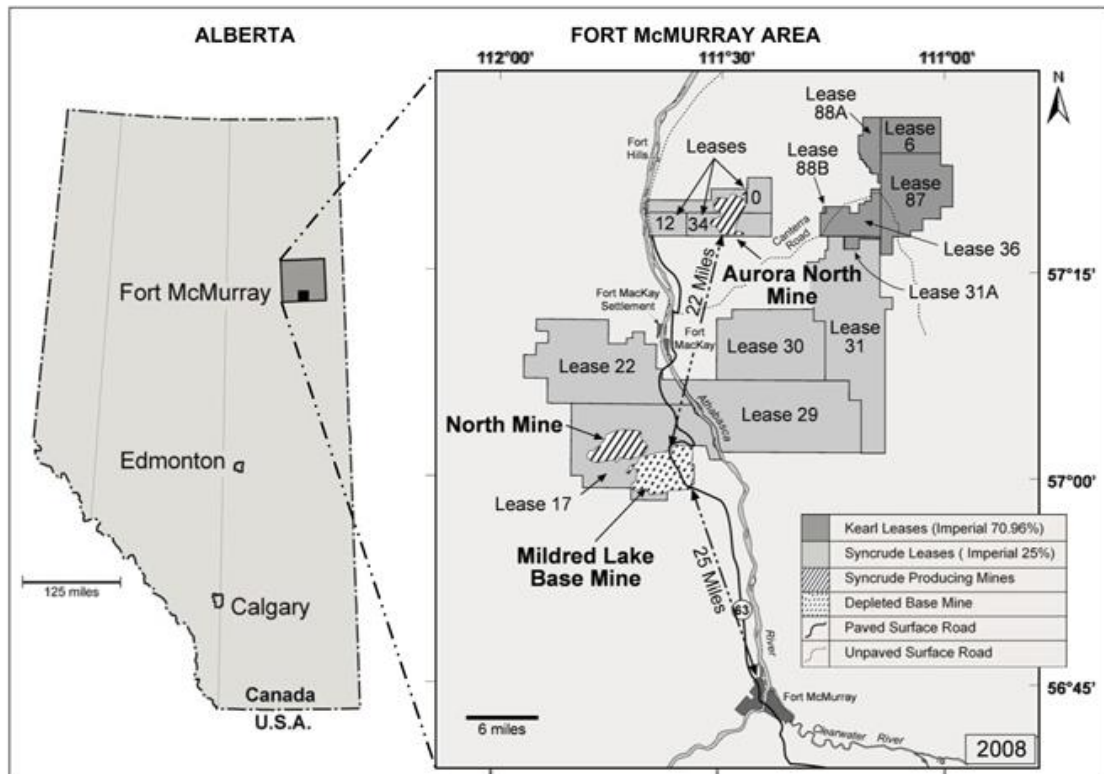 ALBERTA
FORT McMURRAY AREA
112°00'
111°30'
111°00'
N
Lease
88A
Lease
6
Fort
Hills
Leases
Lease
88B
10
Lease
87
12
34
Canterra
Road
Lease 36
Aurora North
Mine
57°15'
Lease 31A
Fort McMurray
22 Miles
Fort MacKay
Settlement
Fort
MacKay
Lease 30
Lease
31
Lease 22
Athabasca
Lease 29
North Mine
Edmonton
57°00'
Lease 17
Mildred Lake
Base Mine
25 Miles
Kearl Leases (Imperial 70.96%)
Syncrude Leases ( Imperial 25%)
Syncrude Producing Mines
Depleted Base Mine
Paved Surface Road
Unpaved Surface Road
125 miles
Calgary
63
River
56°45'
Canada
U.S.A.
6 miles
Fort McMurray
Clearwater River
2008